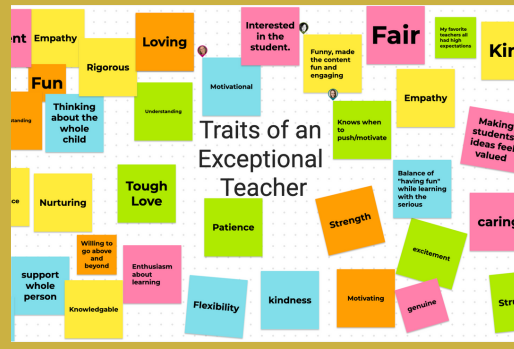 Empathy
Rigorous
Loving
Interested
in the
student.
Funny, made
the content
fun and
engaging
Fair
My favorite
teachers all
had high
expectations
Fun
Thinking
about the
whole
child
Understanding
Motivational
Traits of an
Exceptional
Teacher
Knows when
to
push/motivate
Empathy
Making
students
ideas feel
valued
Nurturing
Tough
Love
Patience
Strength
Balance of
"having fun"
while learning
with the
serious
caring
excitement
Willing to
go above
and
beyond
support
whole
person
Enthusiasm
about
learning
Knowledgable
Flexibility
kindness
Motivating
genuine